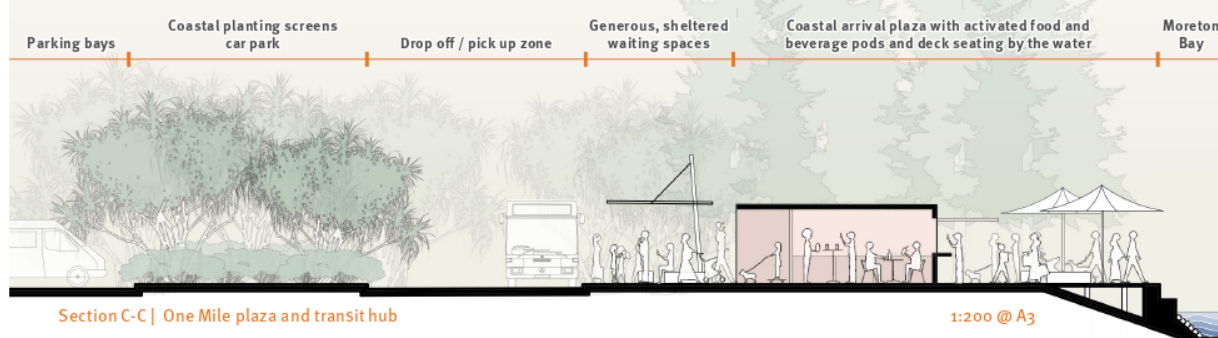 Parking bays
Coastal planting screens
car park
Drop off / pick up zone
Generous, sheltered
waiting spaces
Coastal arrival plaza with activated food and
beverage pods and deck seating by the water
Moreton
Bay
Section C-C | One Mile plaza and transit hub
1:200 @ A3